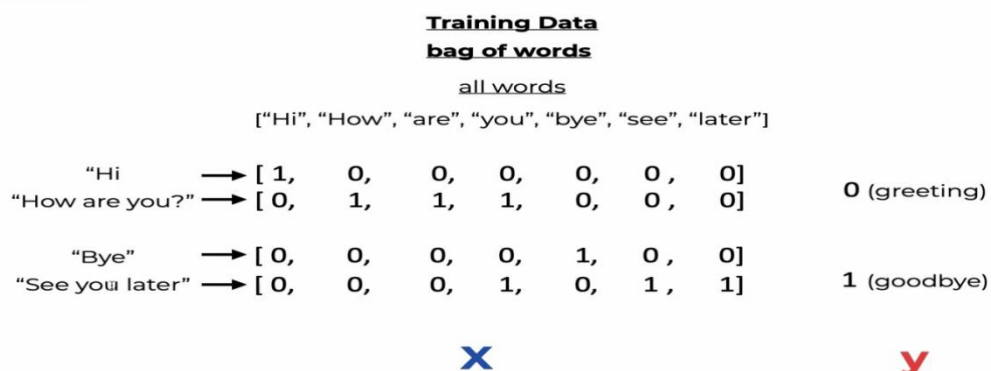 Training Data
bag of words
all words
["Hi", "How", "are", "you", "bye", "see", "later"]
"Hi [ 1, 0, 0, 0, 0, 0 , 0]
"How are you?" [ 0, 1, 1, 1, 0, 0 , 0]
0 (greeting)
"Bye" [ 0, 0, 0, 0, 1, 0 , 0]
"See you later" [ 0, 0, 0, 1, 0, 1 , 1]
1 (goodbye)
X y